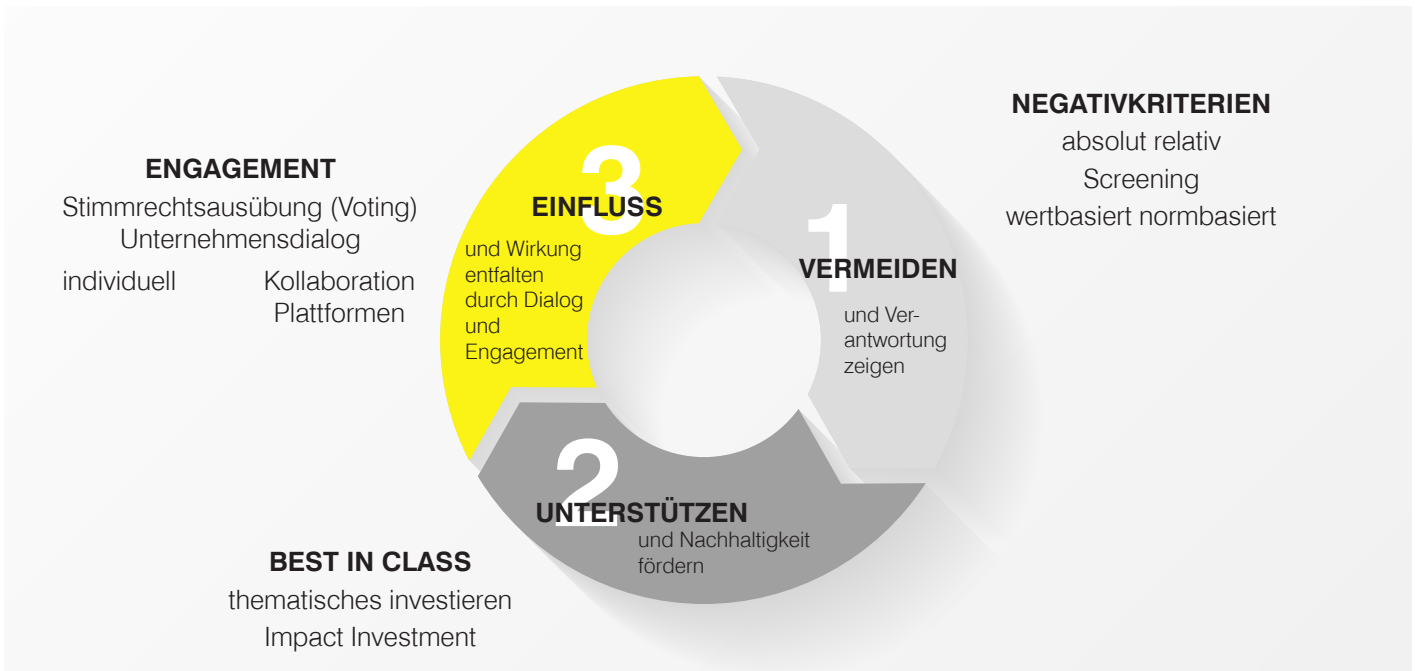 NEGATIVKRITERIEN
absolut relativ
Screening
wertbasiert normbasiert
1
VERMEIDEN
und Ver-
antwortung
zeigen
2
UNTERSTÜTZEN
und Nachhaltigkeit
fördern
BEST IN CLASS
thematisches investieren
Impact Investment
3
EINFLUSS
und Wirkung
entfalten
durch Dialog
und
Engagement
ENGAGEMENT
Stimmrechtsausübung (Voting)
Unternehmensdialog
individuell Kollaboration
Plattformen